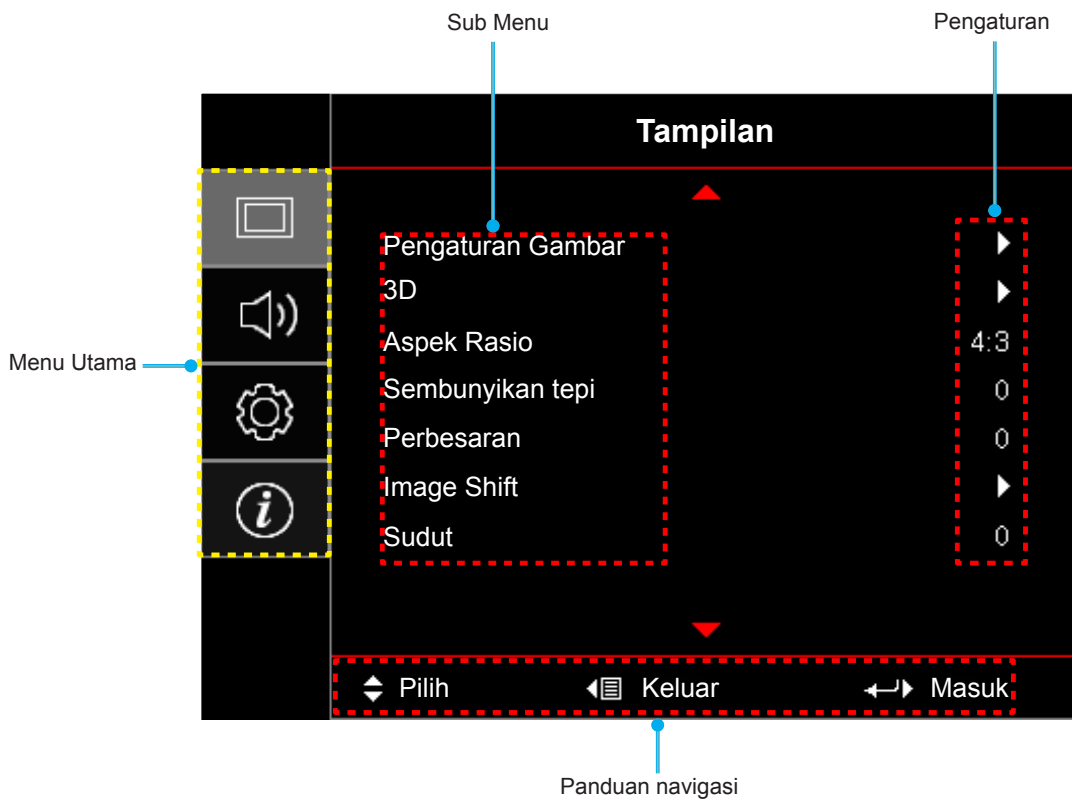 Sub Menu
Pengaturan
Tampilan
Pengaturan Gambar
3D
Aspek Rasio 4:3
Sembunyikan tepi 0
Perbesaran 0
Image Shift
Sudut 0
Menu Utama
Pilih Keluar Masuk
Panduan navigasi